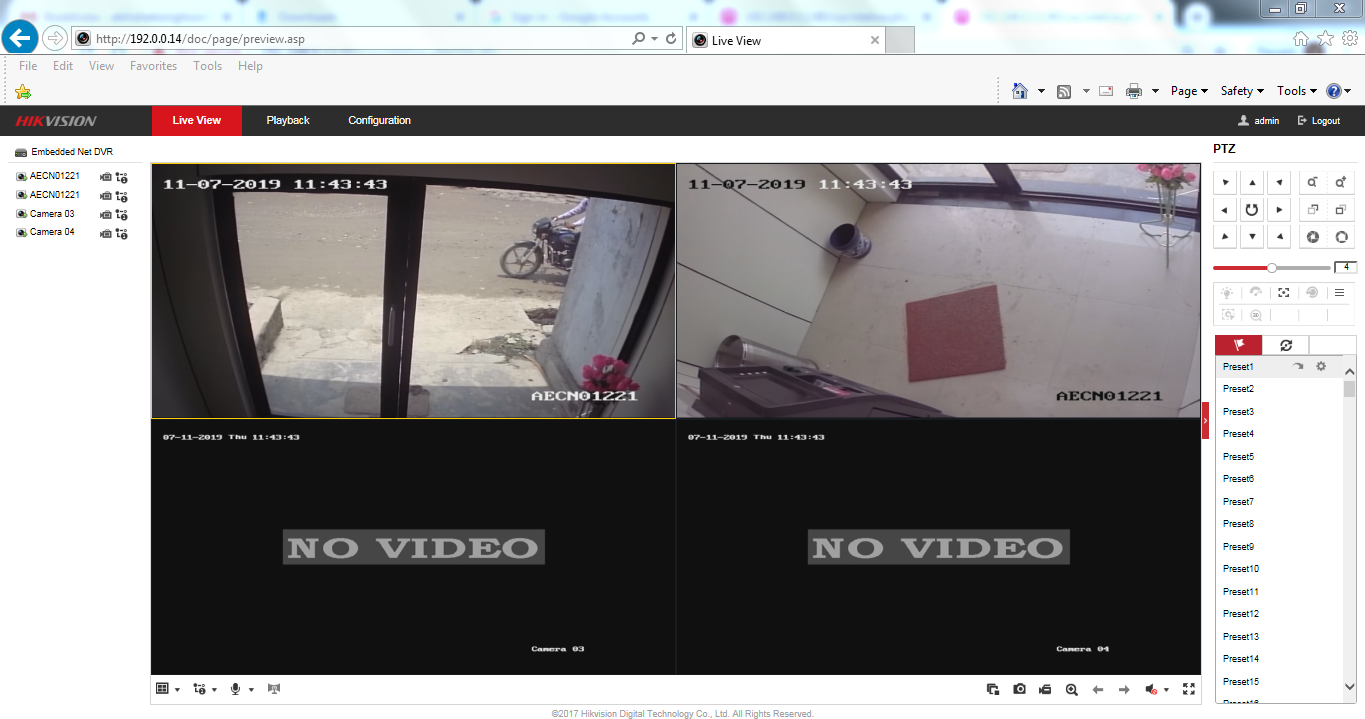 http://192.0.0.14/doc/page/preview.asp
Live View
File Edit View Favorites Tools Help
Page Safety Tools
HIKVISION
Live View Playback Configuration
admin Logout
Embedded Net DVR
AECN01221
AECN01221
Camera 03
Camera 04
11-07-2019 11:43:43
AECN01221
11-07-2019 11:43:43
AECN01221
07-11-2019 Thu 11:43:43
NO VIDEO
Camera 03
07-11-2019 Thu 11:43:43
NO VIDEO
Camera 04
PTZ
4
3D
Preset1
Preset2
Preset3
Preset4
Preset5
Preset6
Preset7
Preset8
Preset9
Preset10
Preset11
Preset12
Preset13
Preset14
Preset15
©2017 Hikvision Digital Technology Co., Ltd. All Rights Reserved.